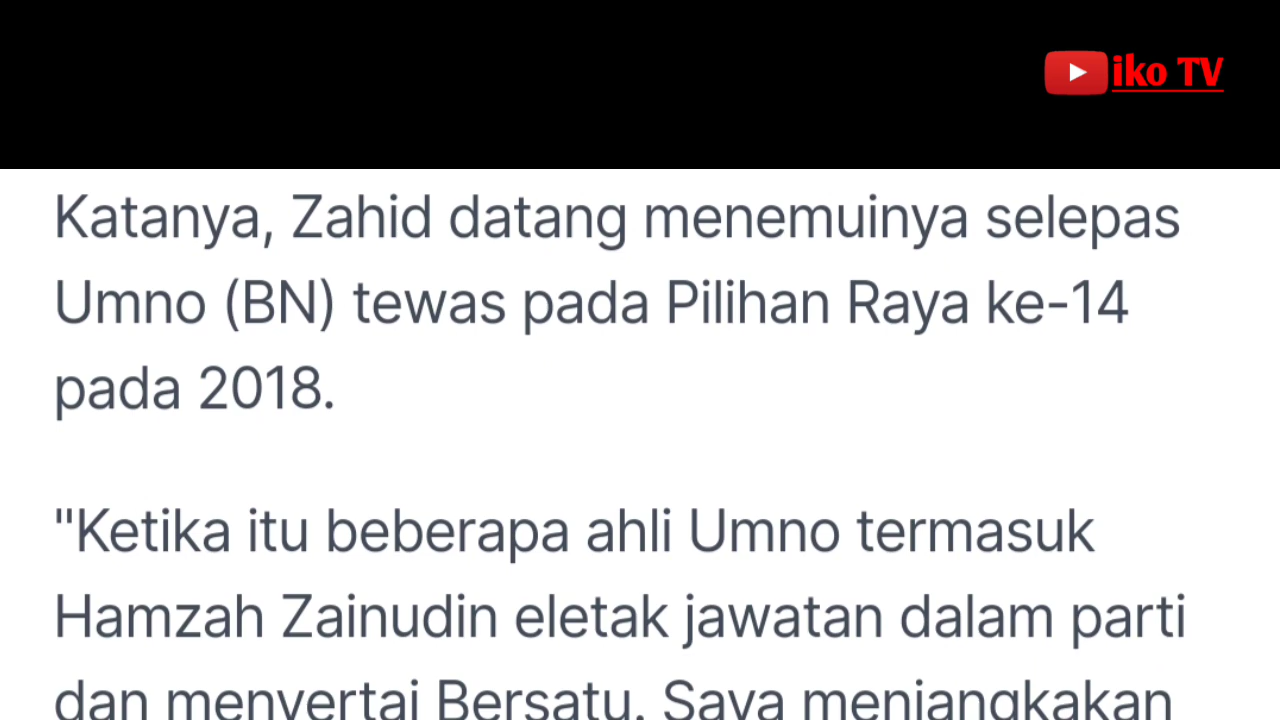 iko TV
Katanya, Zahid datang menemuinya selepas
Umno (BN) tewas pada Pilihan Raya ke-14
pada 2018.
"Ketika itu beberapa ahli Umno termasuk
Hamzah Zainudin eletak jawatan dalam parti
dan menyertai Bersatu. Saya menjangkakan